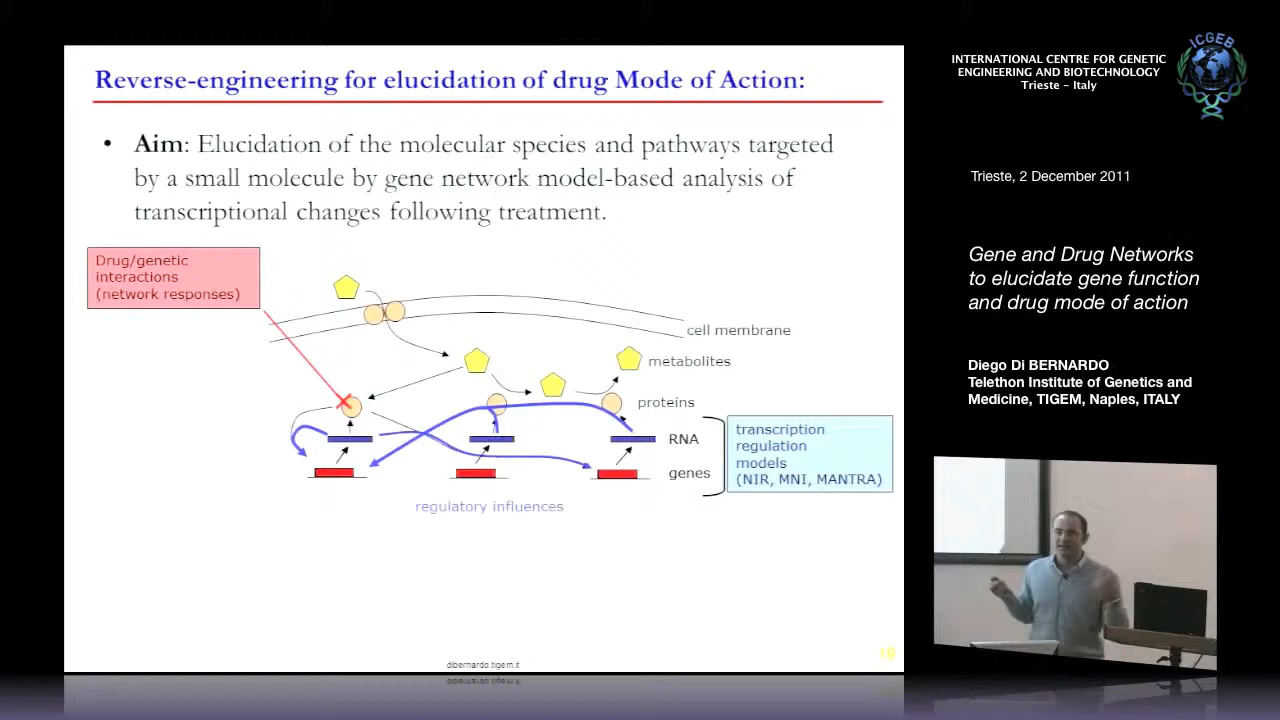 Reverse-engineering for elucidation of drug Mode of Action:
• Aim: Elucidation of the molecular species and pathways targeted
by a small molecule by gene network model-based analysis of
transcriptional changes following treatment.
Drug/genetic
interactions
(network responses)
cell membrane
metabolites
proteins
RNA
genes
transcription
regulation
models
(NIR, MNI, MANTRA)
regulatory influences
dibernardo.tigem.it
19
INTERNATIONAL CENTRE FOR GENETIC
ENGINEERING AND BIOTECHNOLOGY
Trieste - Italy
ICGEB
Trieste, 2 December 2011
Gene and Drug Networks
to elucidate gene function
and drug mode of action
Diego Di BERNARDO
Telethon Institute of Genetics and
Medicine, TIGEM, Naples, ITALY